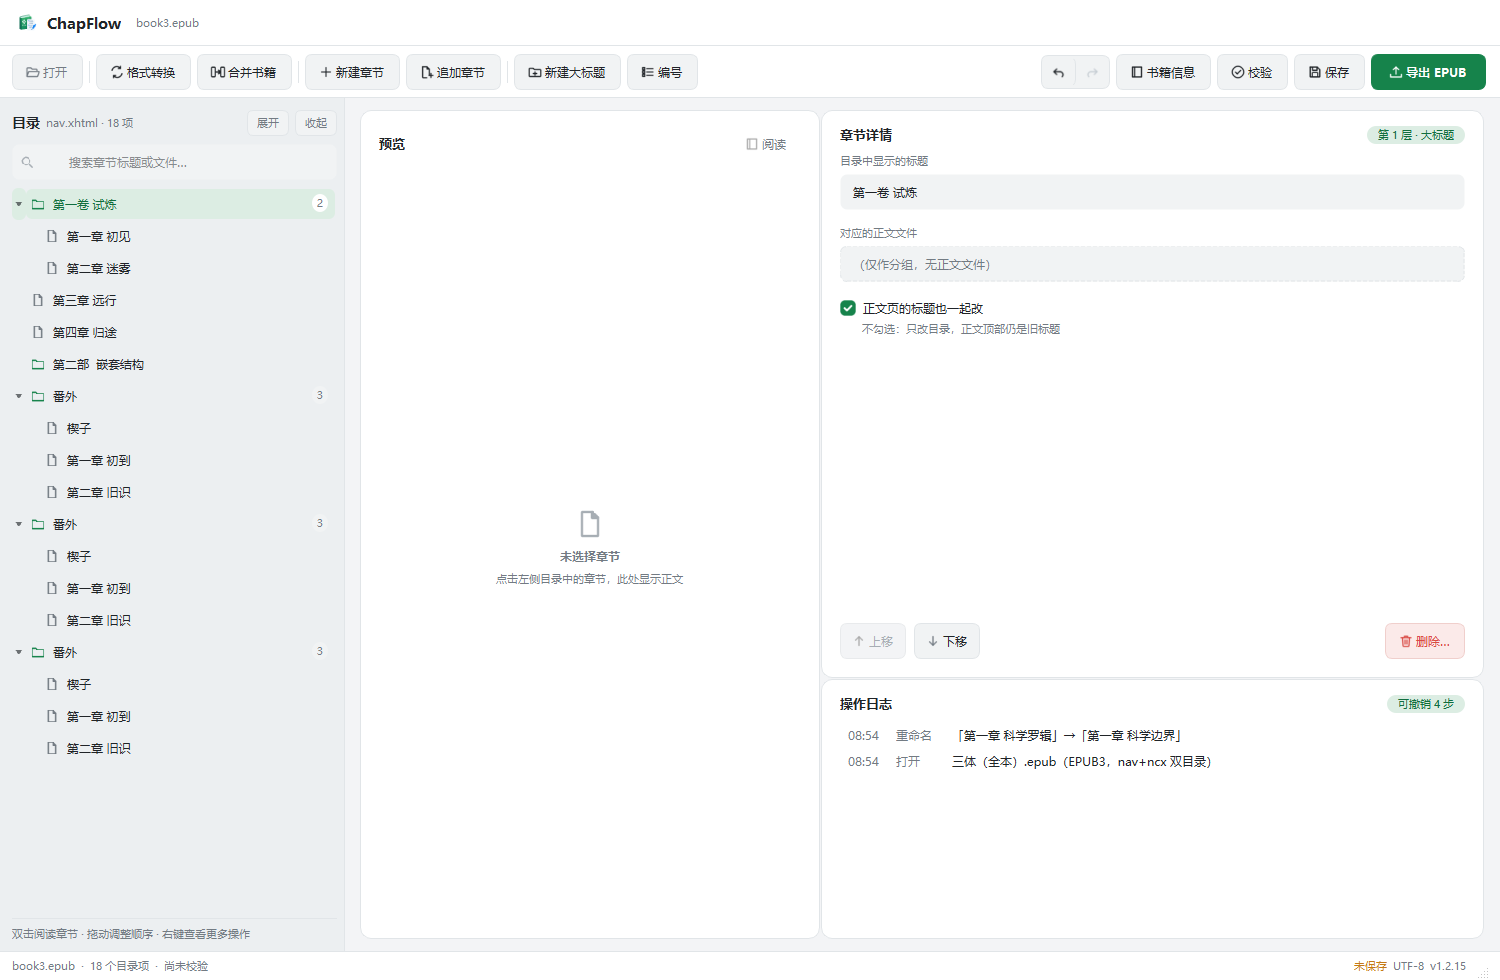 ChapFlow book3.epub
打开 格式转换 合并书籍 新建章节 追加章节 新建大标题 编号 书籍信息 校验 保存 导出 EPUB
目录 nav.xhtml · 18 项 展开 收起
搜索章节标题或文件...
第一卷 试炼 2
第一章 初见
第二章 迷雾
第三章 远行
第四章 归途
第二部 嵌套结构
番外 3
楔子
第一章 初到
第二章 旧识
番外 3
楔子
第一章 初到
第二章 旧识
番外 3
楔子
第一章 初到
第二章 旧识
双击阅读章节 · 拖动调整顺序 · 右键查看更多操作
预览 阅读
未选择章节
点击左侧目录中的章节，此处显示正文
章节详情 第 1 层 · 大标题
目录中显示的标题
第一卷 试炼
对应的正文文件
（仅作分组，无正文文件）
正文页的标题也一起改
不勾选：只改目录，正文顶部仍是旧标题
上移 下移 删除...
操作日志 可撤销 4 步
08:54 重命名 「第一章 科学罗辑」→「第一章 科学边界」
08:54 打开 三体（全本）.epub（EPUB3，nav+ncx 双目录）
book3.epub · 18 个目录项 · 尚未校验 未保存 UTF-8 v1.2.15